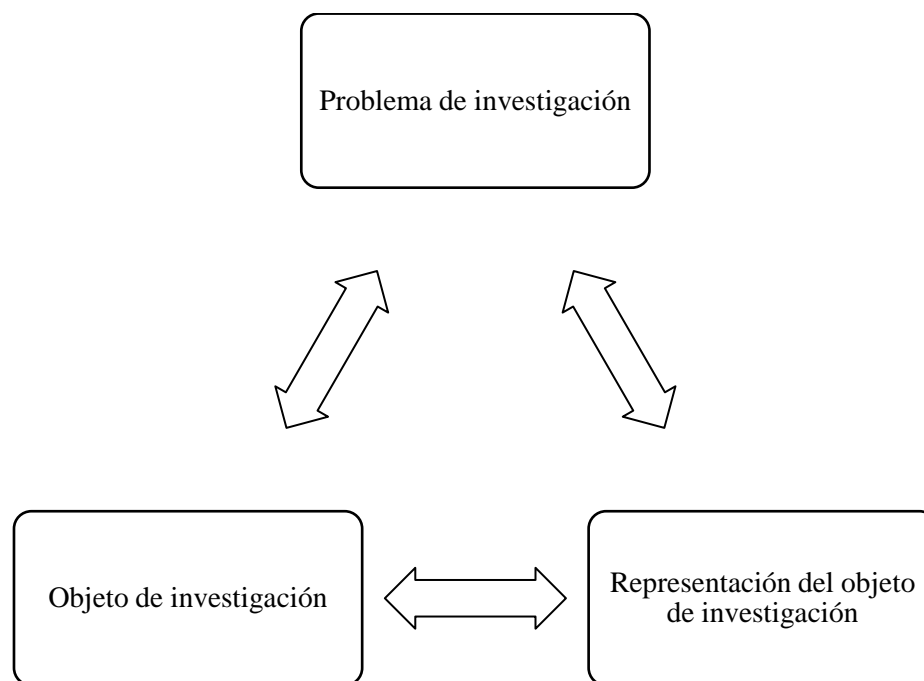 Problema de investigación
Objeto de investigación
Representación del objeto
de investigación